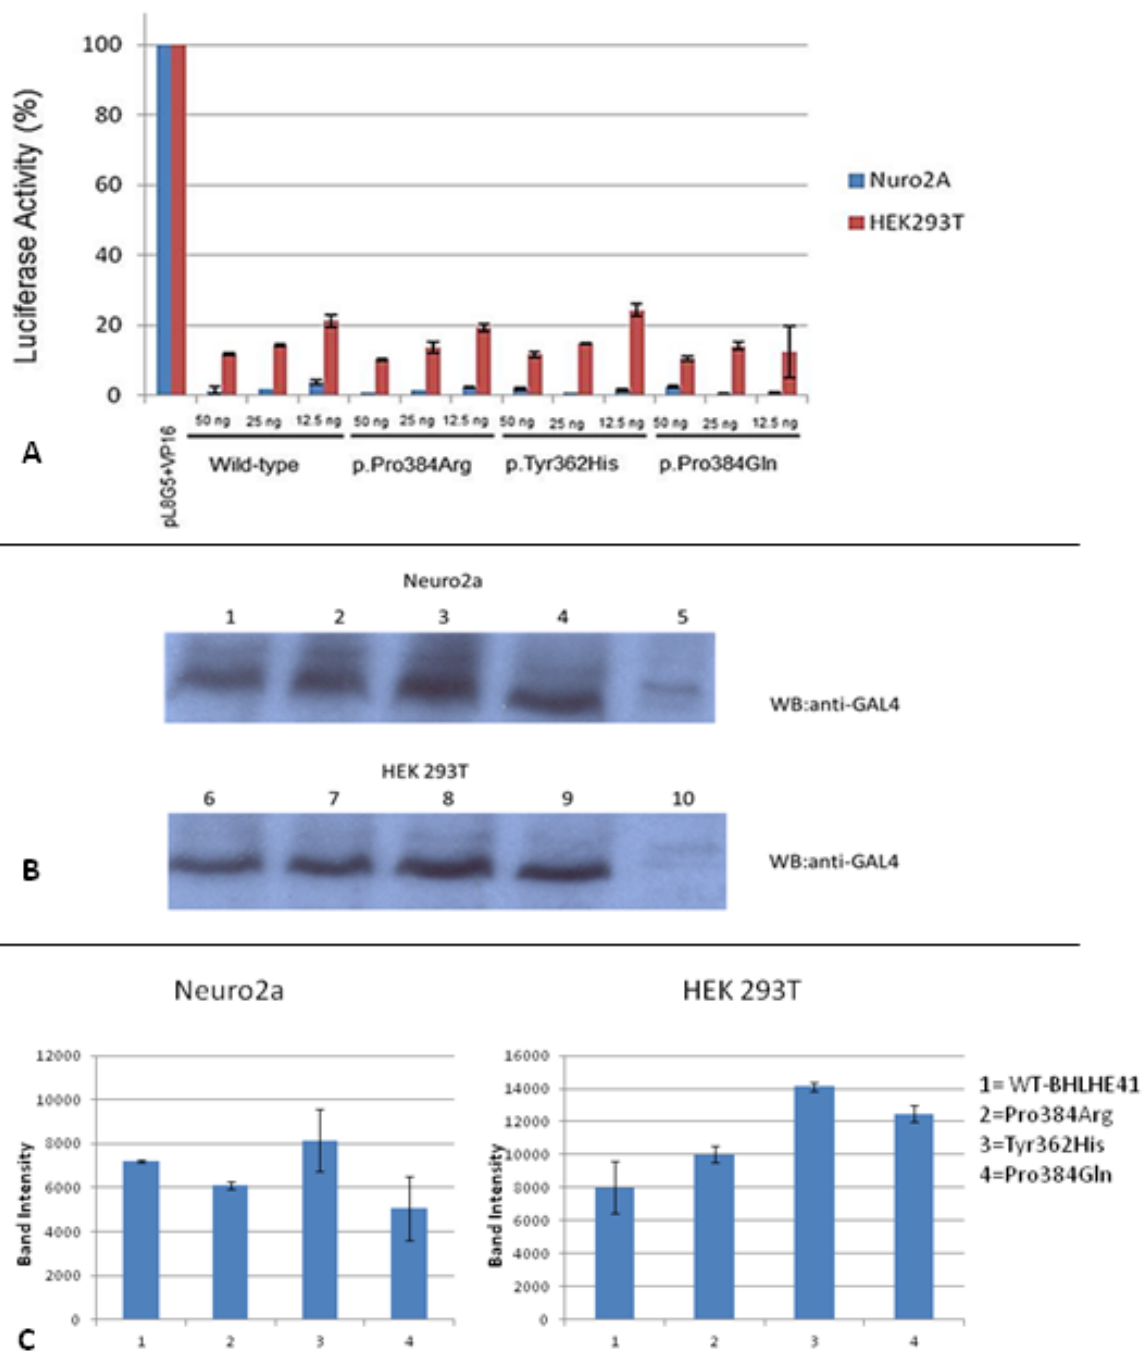 Luciferase Activity (%)
100
80
60
40
20
0
Nuro2A
HEK293T
pL8G5+VP16
50 ng 25 ng 12.5 ng 50 ng 25 ng 12.5 ng 50 ng 25 ng 12.5 ng 50 ng 25 ng 12.5 ng
Wild-type p.Pro384Arg p.Tyr362His p.Pro384Gln
A
Neuro2a
1 2 3 4 5
WB:anti-GAL4
HEK 293T
6 7 8 9 10
WB:anti-GAL4
B
Neuro2a
Band Intensity
12000
10000
8000
6000
4000
2000
0
1 2 3 4
HEK 293T
Band Intensity
16000
14000
12000
10000
8000
6000
4000
2000
0
1 2 3 4
1= WT-BHLHE41
2=Pro384Arg
3=Tyr362His
4=Pro384Gln
C